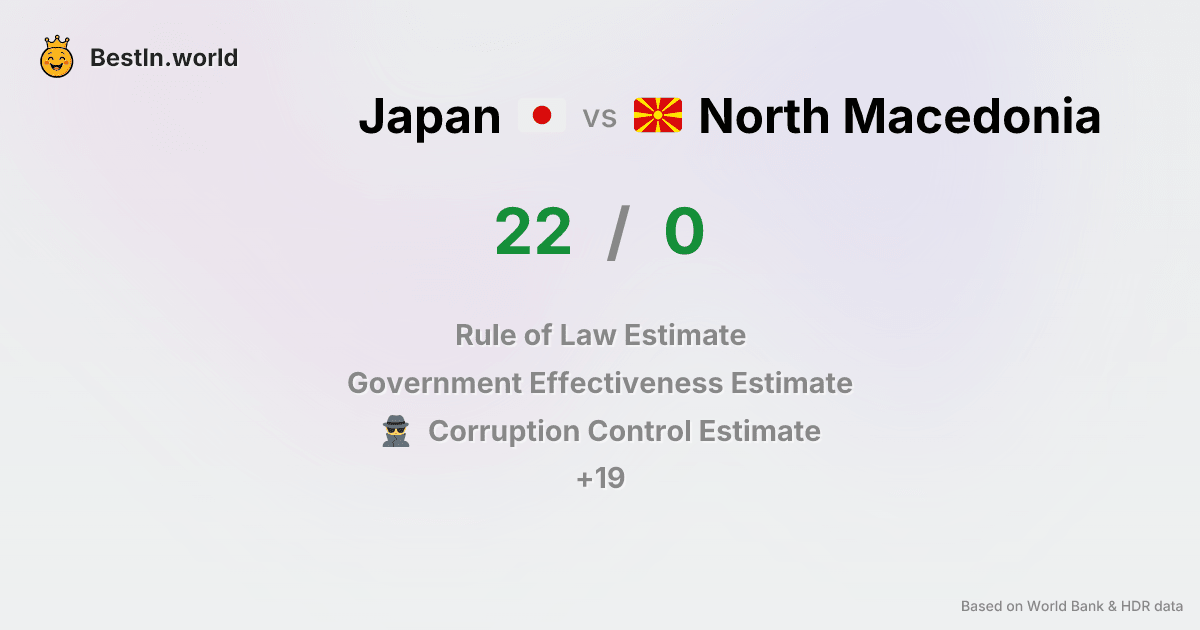 BestIn.world
Japan vs North Macedonia
22 / 0
Rule of Law Estimate
Government Effectiveness Estimate
Corruption Control Estimate
+19
Based on World Bank & HDR data